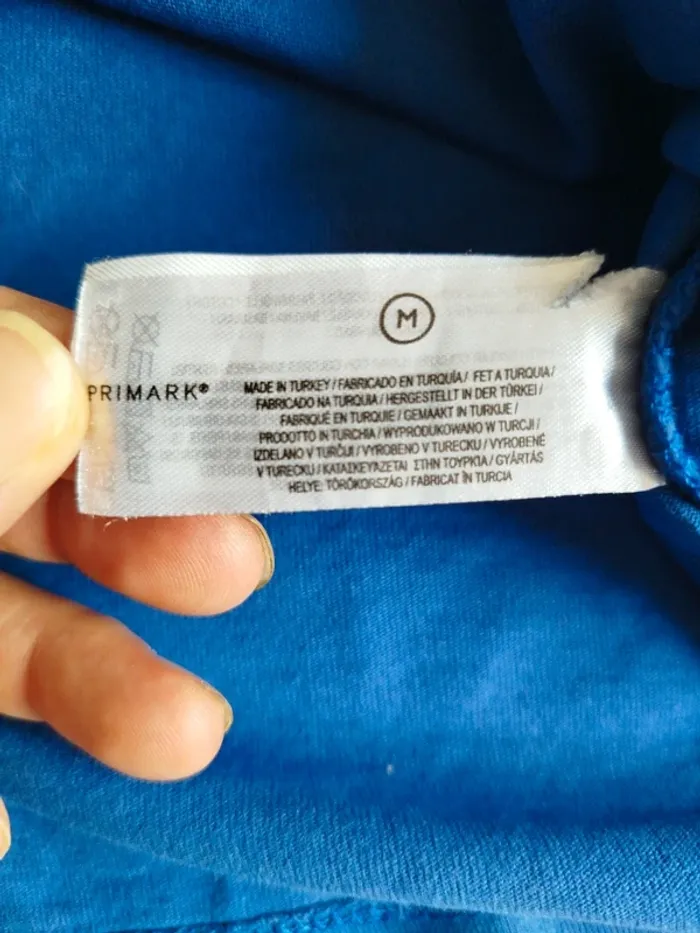 M
PRIMARK®
MADE IN TURKEY / FABRICADO EN TURQUÍA / FET A TURQUIA /
FABRICADO NA TURQUIA / HERGESTELLT IN DER TÜRKEI /
FABRIQUÉ EN TURQUIE / GEMAAKT IN TURKIJE /
PRODOTTO IN TURCHIA / WYPRODUKOWANO W TURCJI /
IZDELANO V TURČIJI / VYROBENO V TURECKU / VYROBENÉ
V TURECKU / ΚΑΤΑΣΚΕΥΑΖΕΤΑΙ ΣΤΗΝ ΤΟΥΡΚΙΑ / GYÁRTÁS
HELYE: TÖRÖKORSZÁG / FABRICAT ÎN TURCIA